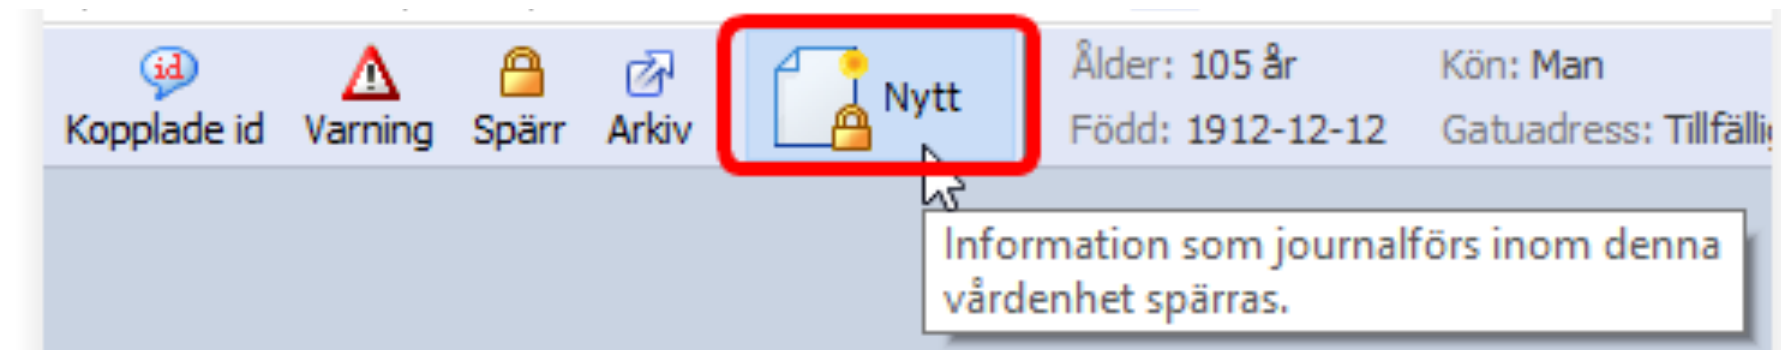 id
Kopplade id Varning Spärr Arkiv Nytt Ålder: 105 år Kön: Man
Född: 1912-12-12 Gatuadress:
Information som journalförs inom denna
vårdenhet spärras.